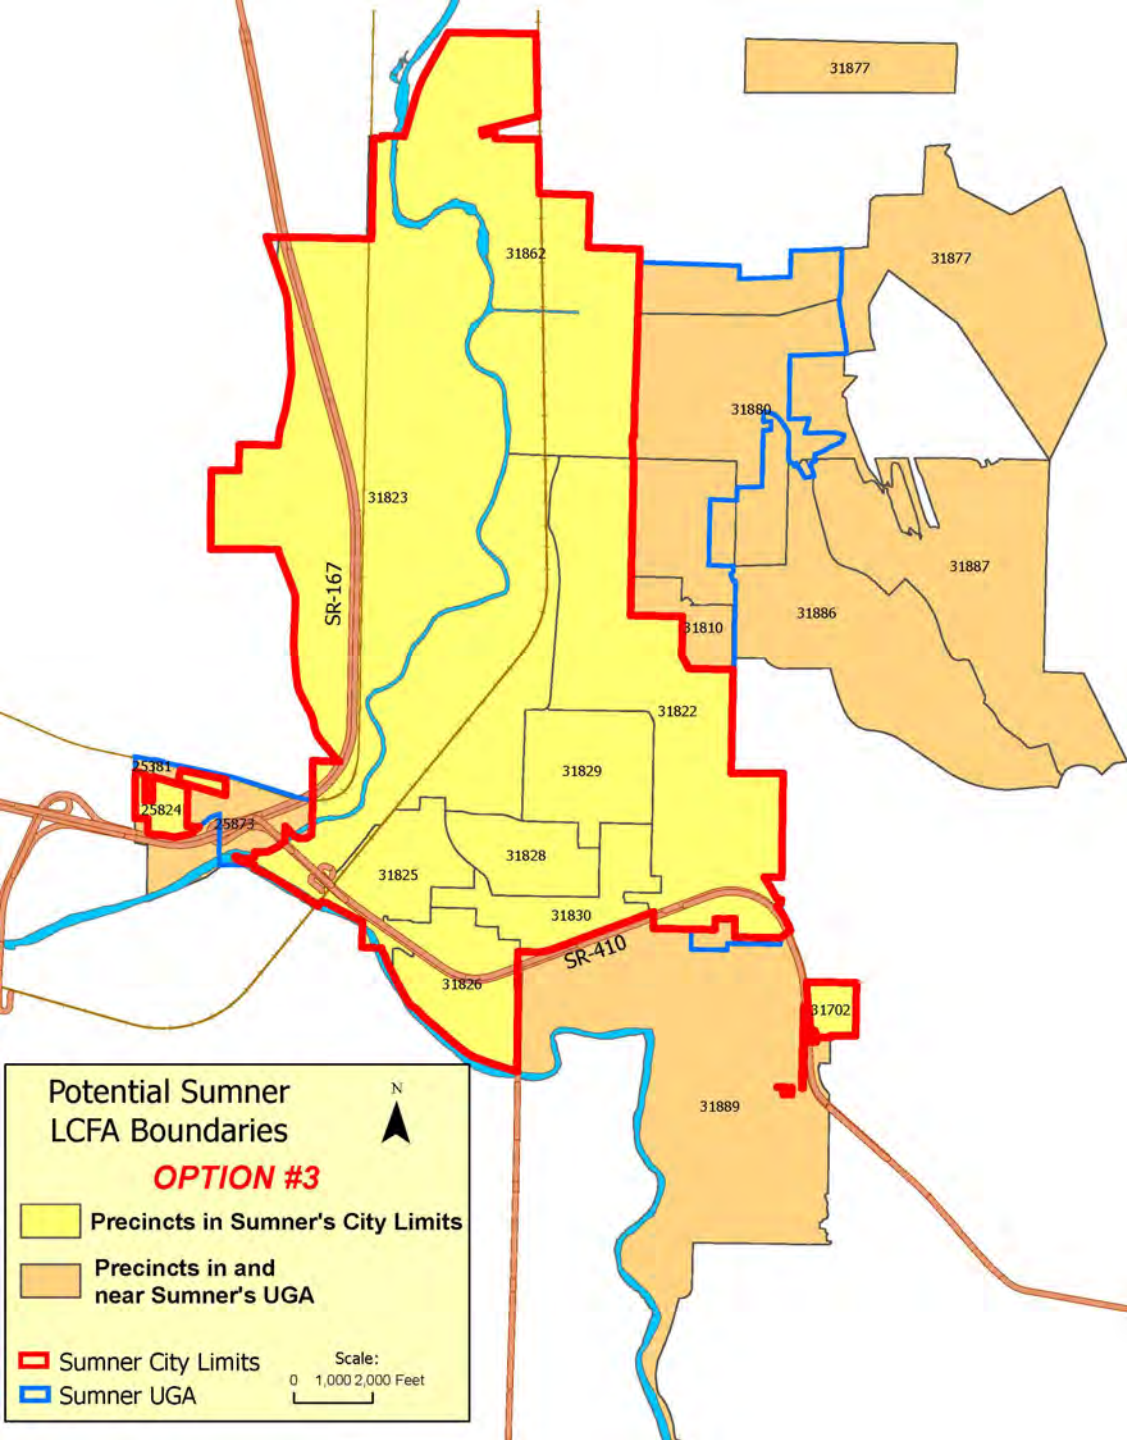 31877
31877
31862
31880
31823
SR-167
31887
31886
31810
31822
25381
31829
25824
25873
31828
31825
31830
SR-410
31826
31702
31889
Potential Sumner
LCFA Boundaries
N
OPTION #3
Precincts in Sumner's City Limits
Precincts in and
near Sumner's UGA
Sumner City Limits
Scale:
Sumner UGA
0 1,000 2,000 Feet